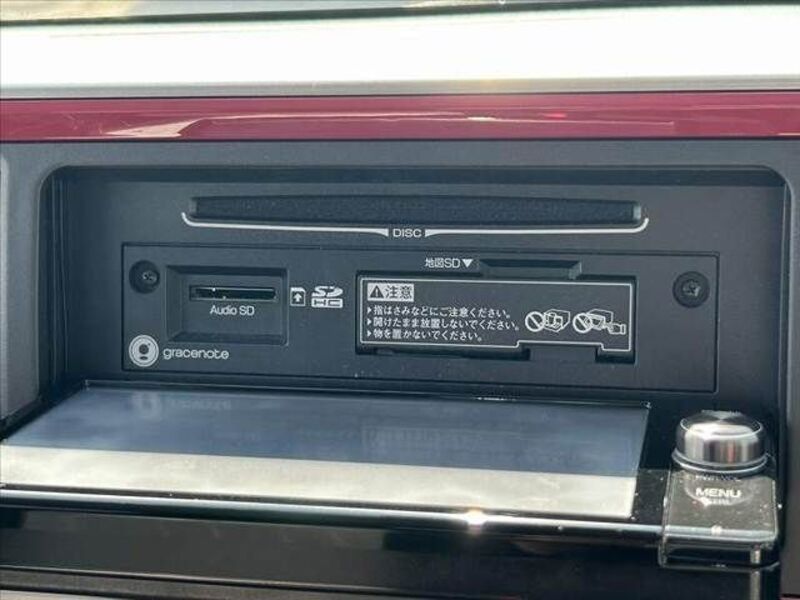 DISC
地図SD▼
Audio SD
SD
HC
⚠注意
▶指はさみなどにご注意ください。
▶開けたまま放置しないでください。
▶物を置かないでください。
gracenote
MENU